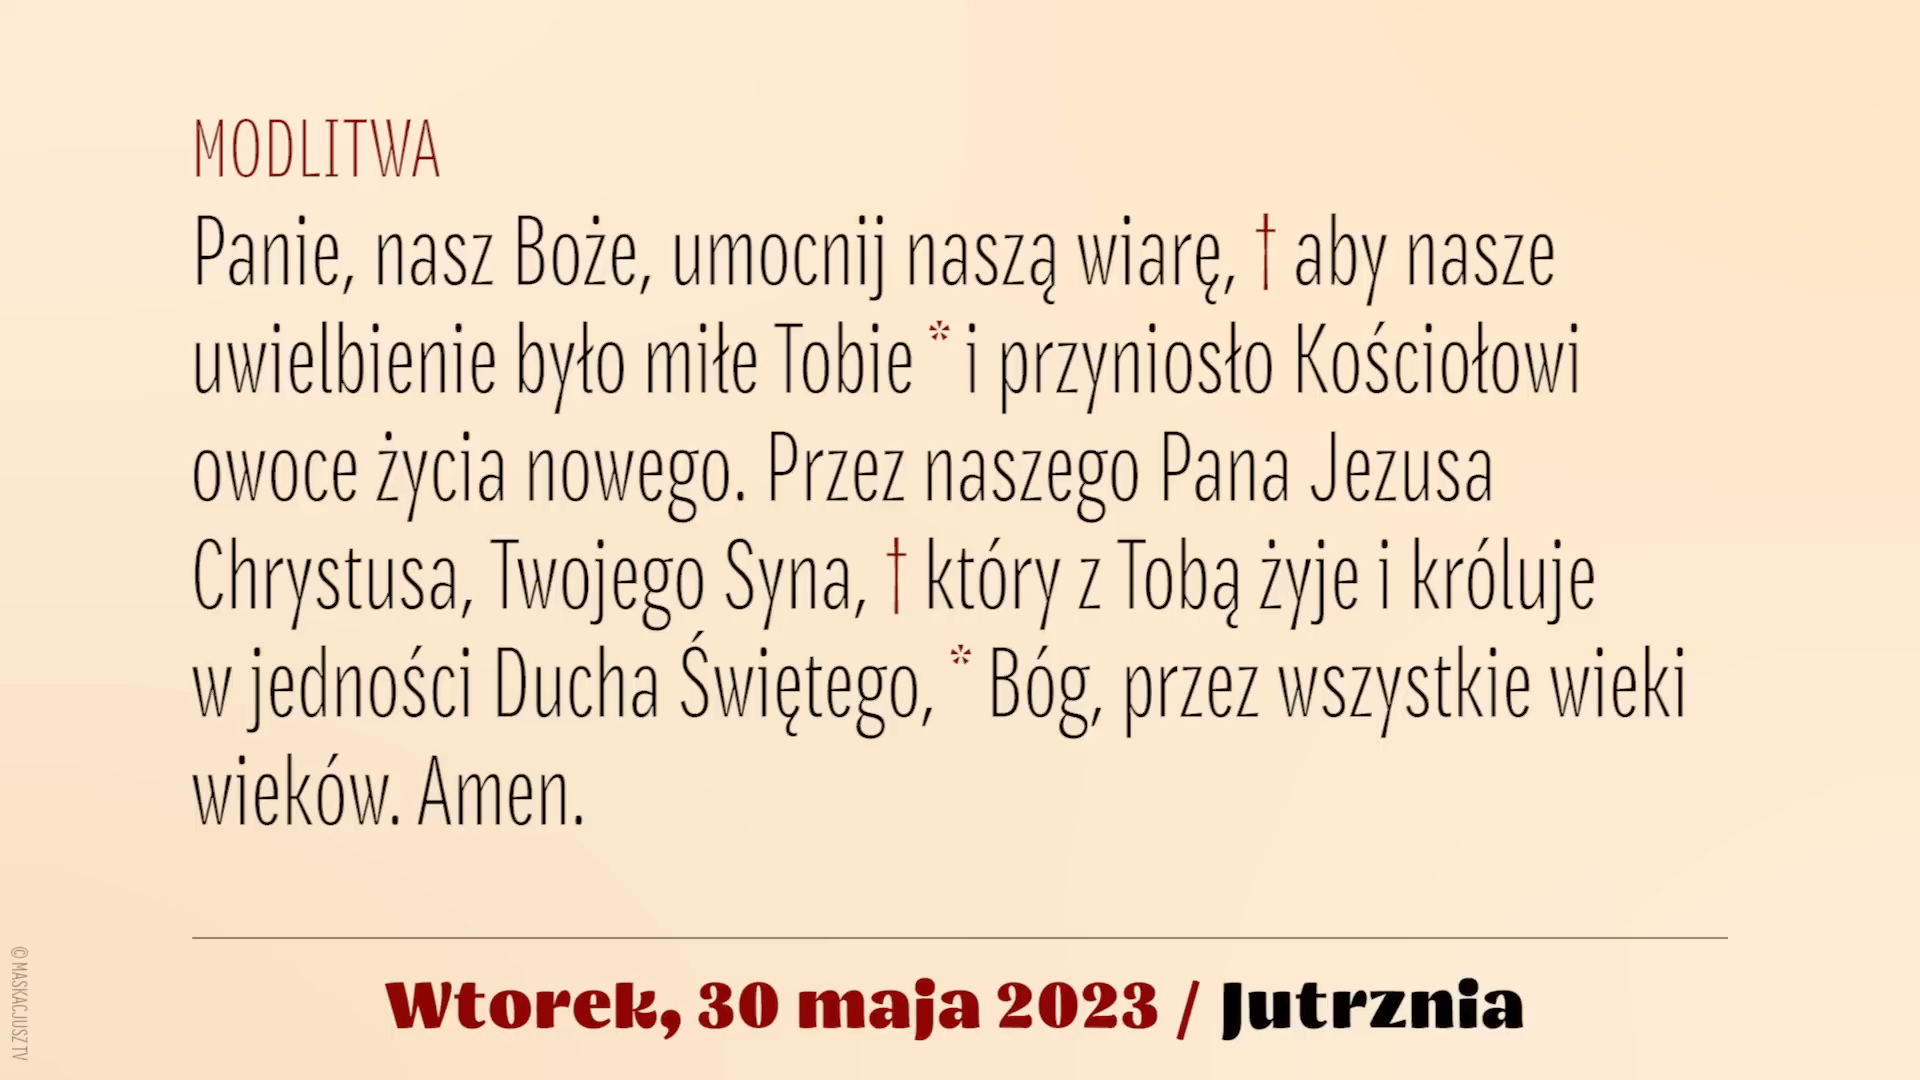 MODLITWA
Panie, nasz Boże, umocnij naszą wiarę, † aby nasze
uwielbienie było miłe Tobie * i przyniosło Kościołowi
owoce życia nowego. Przez naszego Pana Jezusa
Chrystusa, Twojego Syna, † który z Tobą żyje i króluje
w jedności Ducha Świętego, * Bóg, przez wszystkie wieki
wieków. Amen.
Wtorek, 30 maja 2023 / Jutrznia
© MASKACJUSZ TV